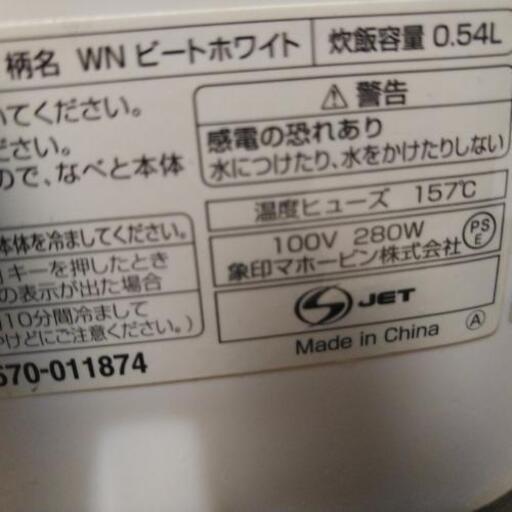 柄名 WN ビートホワイト 炊飯容量 0.54L
いてください。
ださい。
ので、なべと本体
⚠ 警告
感電の恐れあり
水につけたり、水をかけたりしない
温度ヒューズ 157℃
100V 280W
象印マホービン株式会社
PS
E
本体を冷ましてください。
キーを押したとき
の表示が出た場合
10分間冷まして
やけどにご注意ください。)
S JET
Made in China
A
570-011874